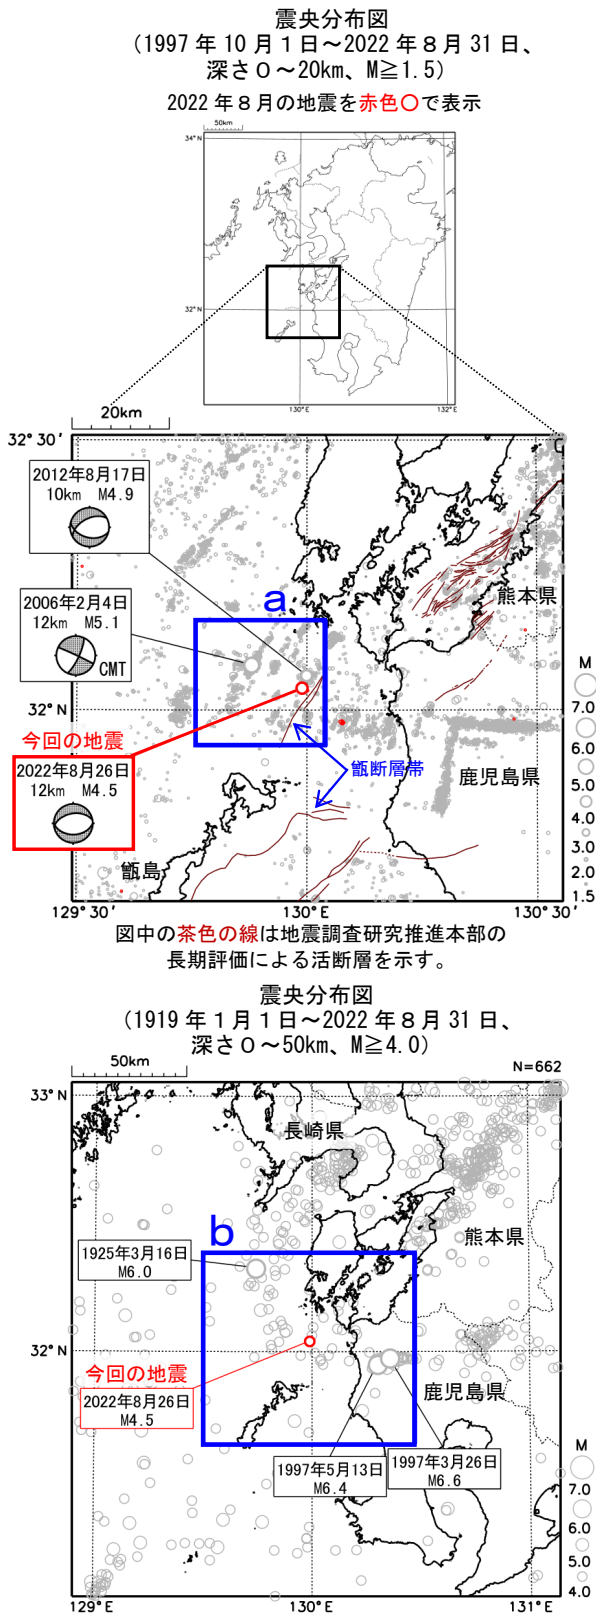 震央分布図
(1997年10月1日～2022年8月31日、
深さ0～20km、M≧1.5)
2022年8月の地震を赤色○で表示
50km
34°N
32°N
130°E
132°E
20km
32°30′
2012年8月17日
10km M4.9
2006年2月4日
12km M5.1
CMT
a
熊本県
32°N
今回の地震
2022年8月26日
12km M4.5
甑断層帯
鹿児島県
甑島
M
7.0
6.0
5.0
4.0
3.0
2.0
1.5
129°30′
130°E
130°30′
図中の茶色の線は地震調査研究推進本部の
長期評価による活断層を示す。
震央分布図
(1919年1月1日～2022年8月31日、
深さ0～50km、M≧4.0)
50km
N=662
33°N
長崎県
熊本県
b
1925年3月16日
M6.0
32°N
今回の地震
2022年8月26日
M4.5
鹿児島県
1997年5月13日
M6.4
1997年3月26日
M6.6
M
7.0
6.0
5.0
4.0
129°E
130°E
131°E